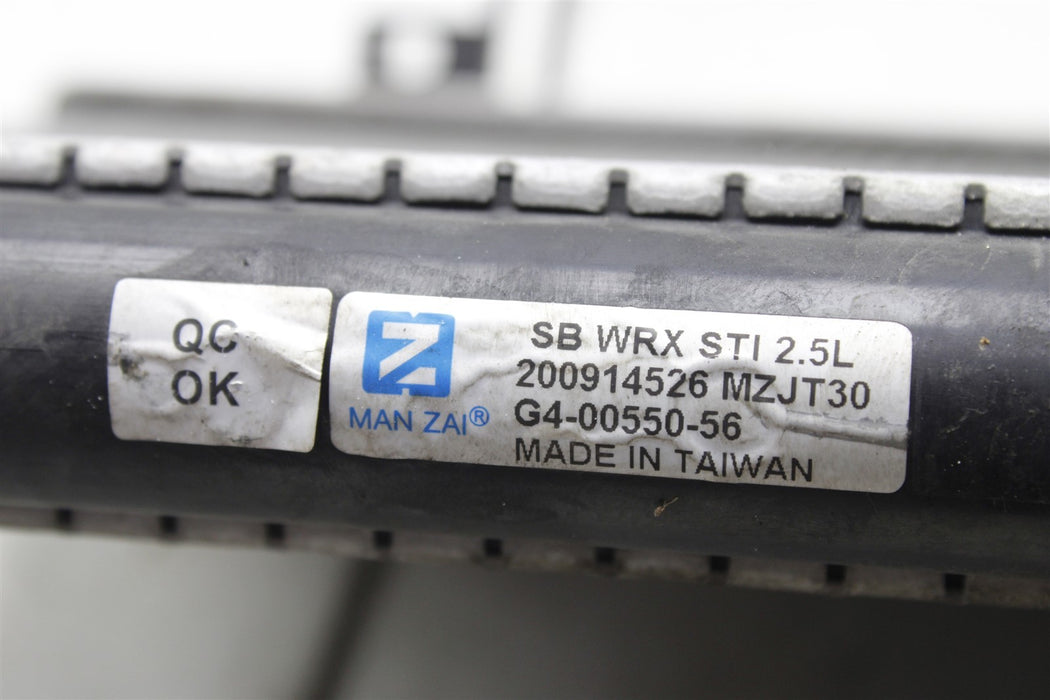 QC
OK
Z
MAN ZAI®
SB WRX STI 2.5L
200914526 MZJT30
G4-00550-56
MADE IN TAIWAN